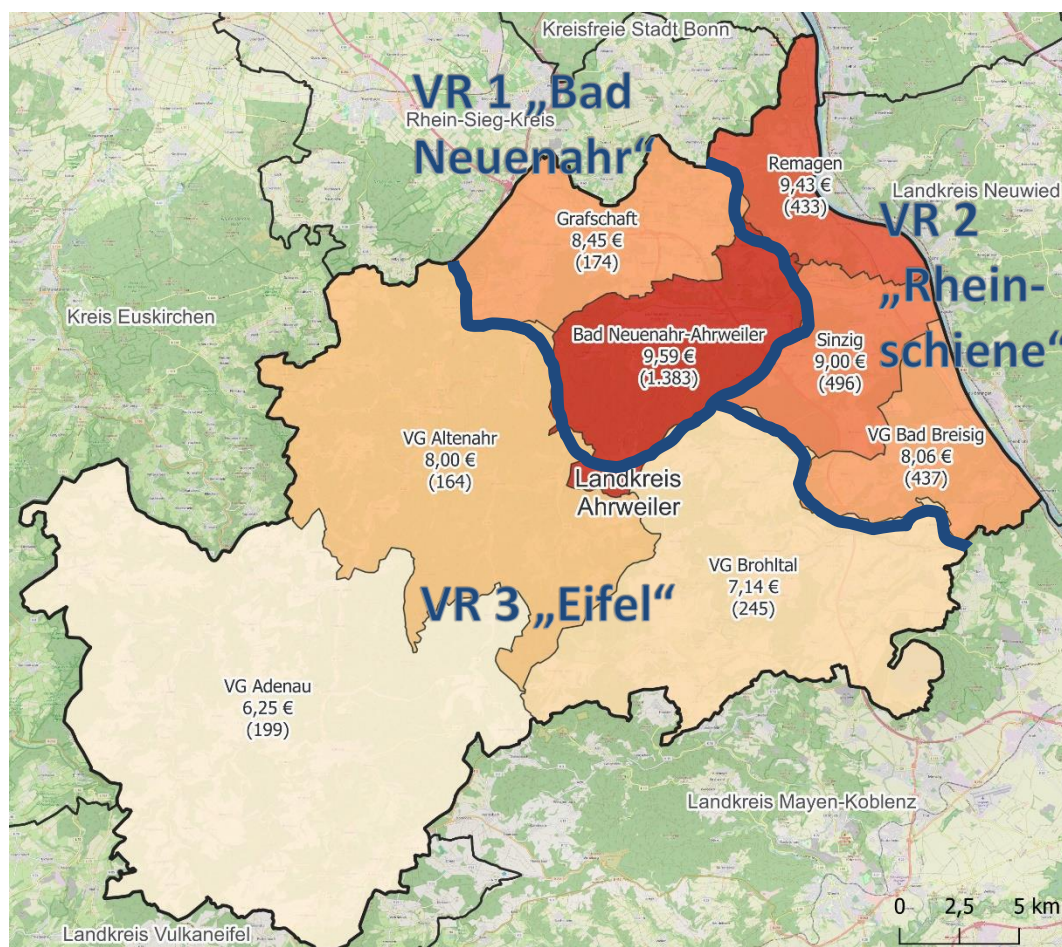 Kreisfreie Stadt Bonn
VR 1 „Bad
Neuenahr“
Rhein-Sieg-Kreis
Remagen
9,43 €
(433)
Landkreis Neuwied
VR 2
„Rhein-
schiene“
Grafschaft
8,45 €
(174)
Kreis Euskirchen
Bad Neuenahr-Ahrweiler
9,59 €
(1.383)
Sinzig
9,00 €
(496)
VG Altenahr
8,00 €
(164)
VG Bad Breisig
8,06 €
(437)
Landkreis
Ahrweiler
VG Brohltal
7,14 €
(245)
VR 3 „Eifel“
VG Adenau
6,25 €
(199)
Landkreis Mayen-Koblenz
Landkreis Vulkaneifel
0 2,5 5 km